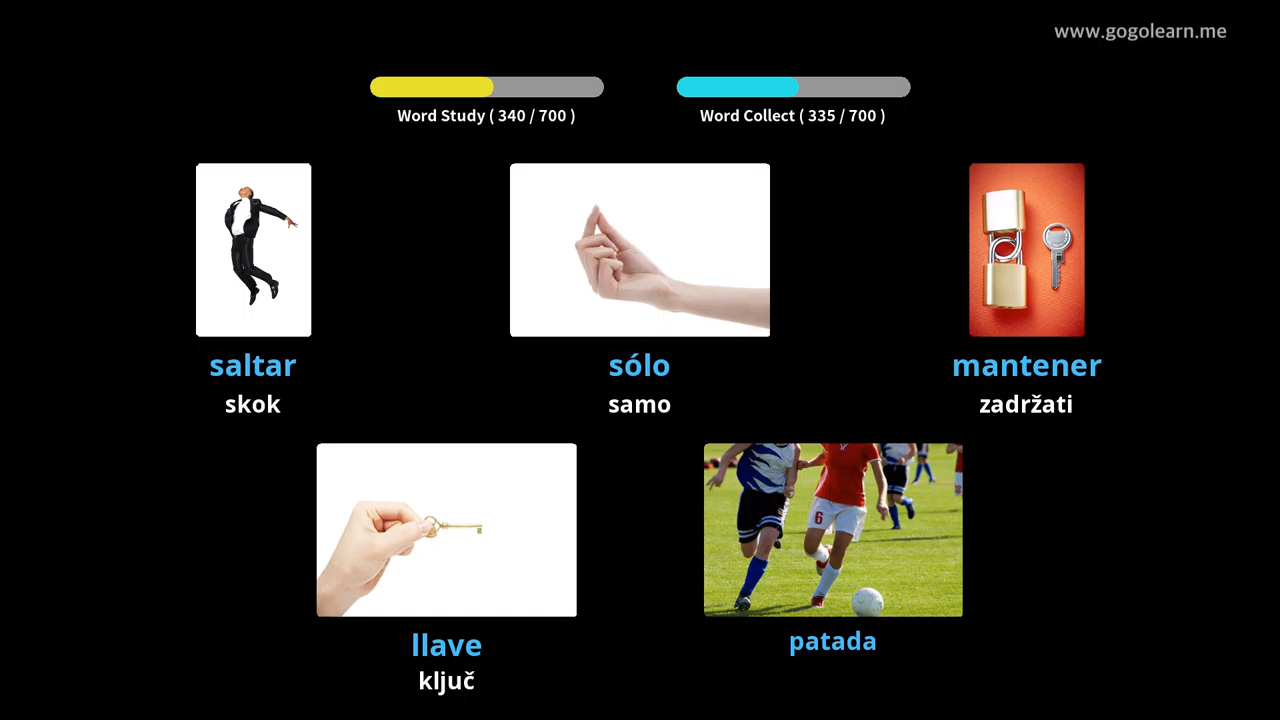 www.gogolearn.me
Word Study ( 340 / 700 )
Word Collect ( 335 / 700 )
saltar
skok
sólo
samo
mantener
zadržati
llave
ključ
patada
6